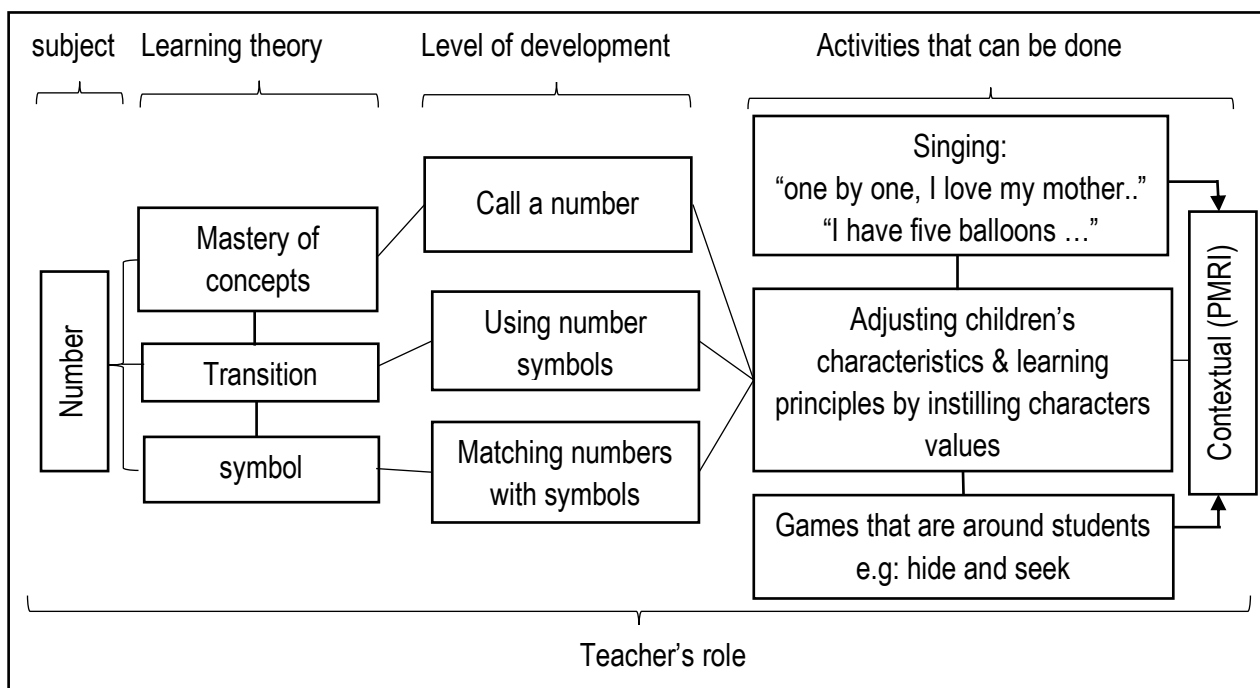 subject
Learning theory
Level of development
Activities that can be done
Number
Mastery of
concepts
Transition
symbol
Call a number
Using number
symbols
Matching numbers
with symbols
Singing:
“one by one, I love my mother..”
“I have five balloons …”
Adjusting children’s
characteristics & learning
principles by instilling characters
values
Games that are around students
e.g: hide and seek
Contextual (PMRI)
Teacher’s role